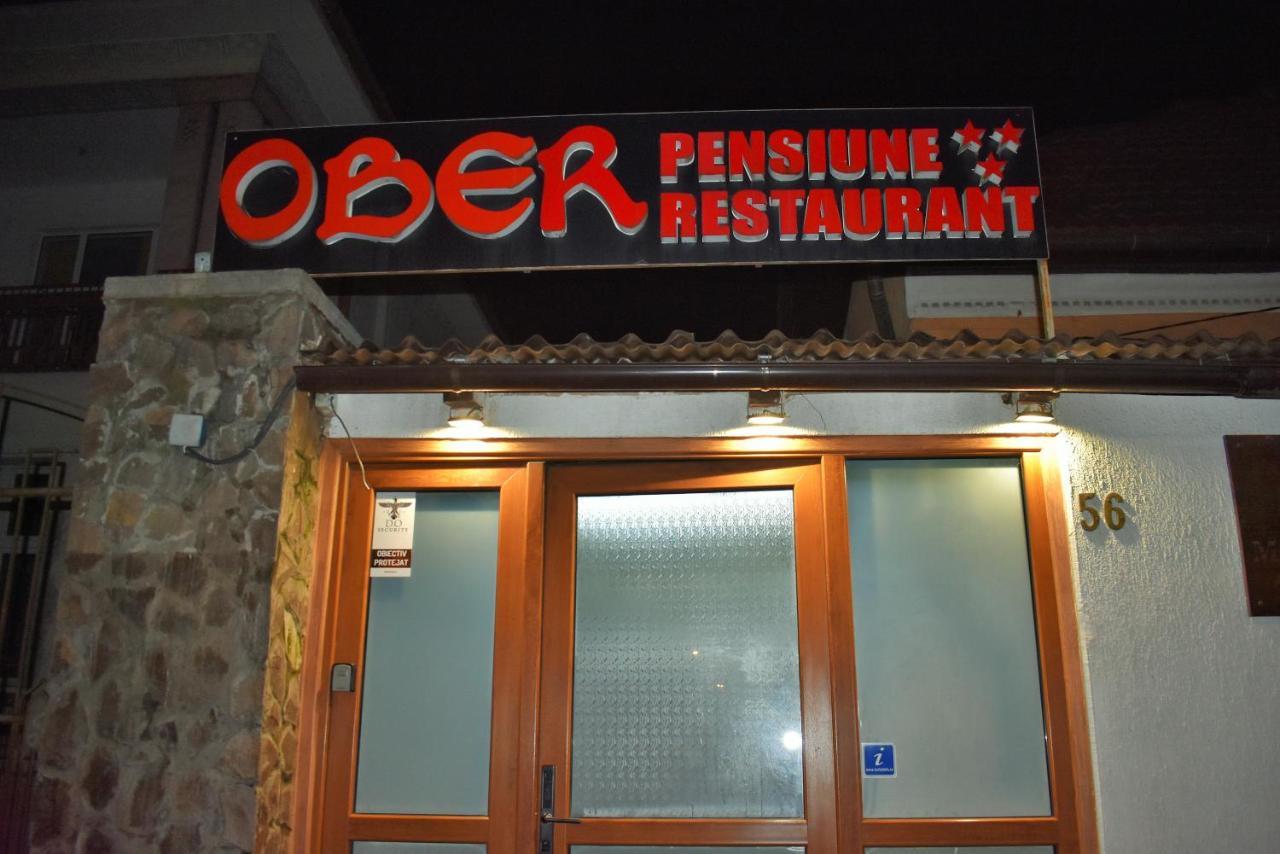 OBER
PENSIUNE
RESTAURANT
56
DO
SECURITY
OBIECTIV
PROTEJAT
i